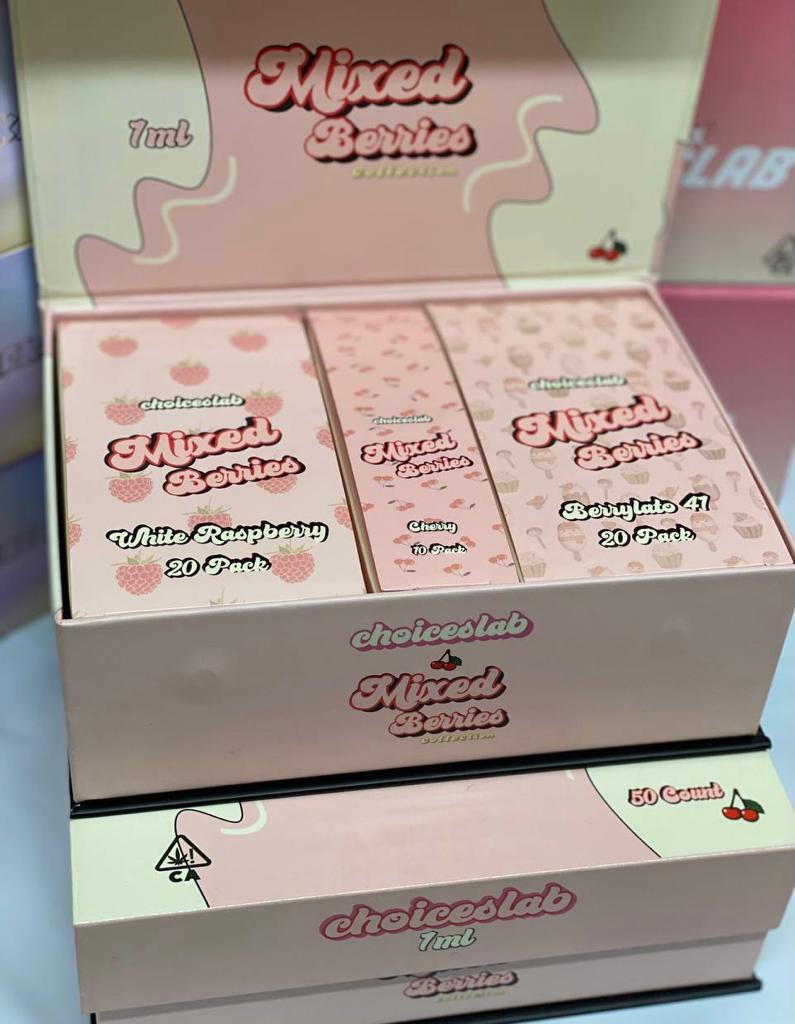 Mixed
Berries
Collection
1ml
LAB
choiceslab
Mixed
Berries
White Raspberry
20 Pack
choiceslab
Mixed
Berries
Cherry
10 Pack
choiceslab
Mixed
Berries
Berrylato 41
20 Pack
choiceslab
Mixed
Berries
Collection
50 Count
CA
choiceslab
1ml
Berries
Collection